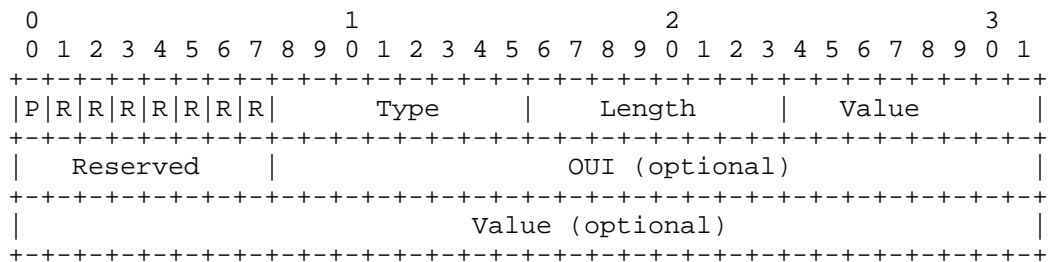 0                   1                   2                   3
 0 1 2 3 4 5 6 7 8 9 0 1 2 3 4 5 6 7 8 9 0 1 2 3 4 5 6 7 8 9 0 1
+-+-+-+-+-+-+-+-+-+-+-+-+-+-+-+-+-+-+-+-+-+-+-+-+-+-+-+-+-+-+-+-+
|P|R|R|R|R|R|R|R|      Type     |    Length     |   Value       |
+-+-+-+-+-+-+-+-+-+-+-+-+-+-+-+-+-+-+-+-+-+-+-+-+-+-+-+-+-+-+-+-+
|   Reserved    |                  OUI (optional)               |
+-+-+-+-+-+-+-+-+-+-+-+-+-+-+-+-+-+-+-+-+-+-+-+-+-+-+-+-+-+-+-+-+
|                            Value (optional)                   |
+-+-+-+-+-+-+-+-+-+-+-+-+-+-+-+-+-+-+-+-+-+-+-+-+-+-+-+-+-+-+-+-+